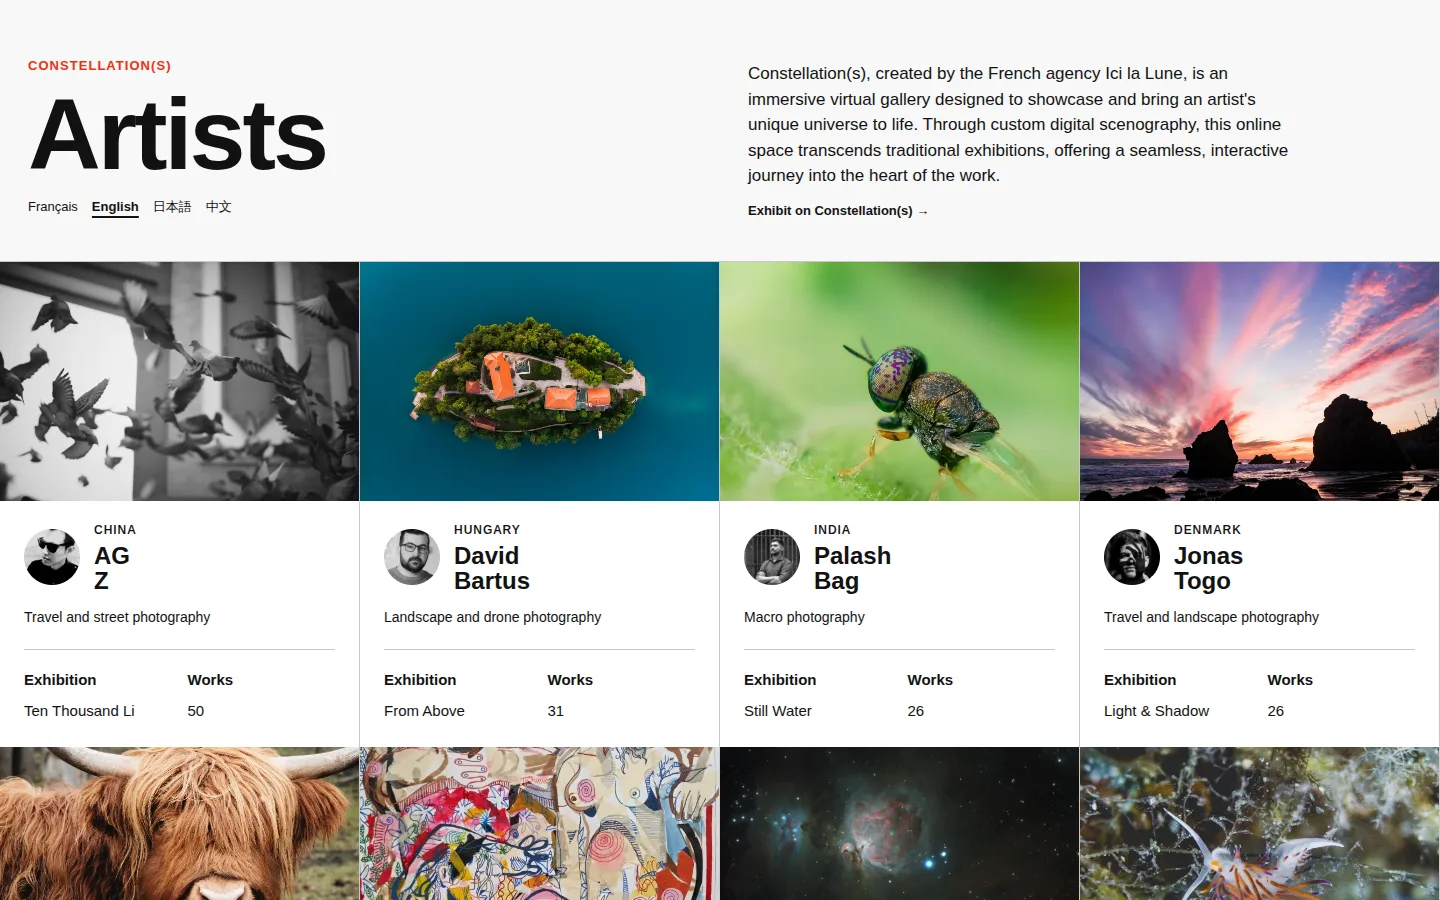 CONSTELLATION(S)
Artists
Français English 日本語 中文
Constellation(s), created by the French agency Ici la Lune, is an
immersive virtual gallery designed to showcase and bring an artist's
unique universe to life. Through custom digital scenography, this online
space transcends traditional exhibitions, offering a seamless, interactive
journey into the heart of the work.
Exhibit on Constellation(s) →
CHINA
AG
Z
Travel and street photography
Exhibition Works
Ten Thousand Li 50
HUNGARY
David
Bartus
Landscape and drone photography
Exhibition Works
From Above 31
INDIA
Palash
Bag
Macro photography
Exhibition Works
Still Water 26
DENMARK
Jonas
Togo
Travel and landscape photography
Exhibition Works
Light & Shadow 26